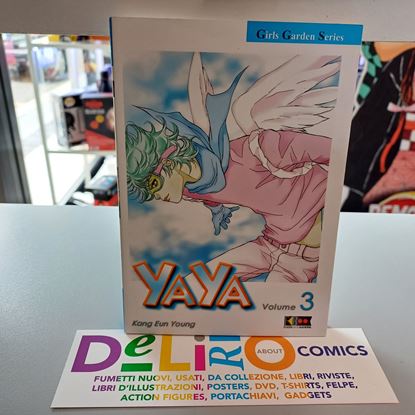 Girls Garden Series
YAYA
Volume 3
Kang Eun Young
DeLiRiO ABOUT COMICS
FUMETTI NUOVI, USATI, DA COLLEZIONE, LIBRI, RIVISTE,
LIBRI D'ILLUSTRAZIONI, POSTERS, DVD, T-SHIRTS, FELPE,
ACTION FIGURES, PORTACHIAVI, GADGETS